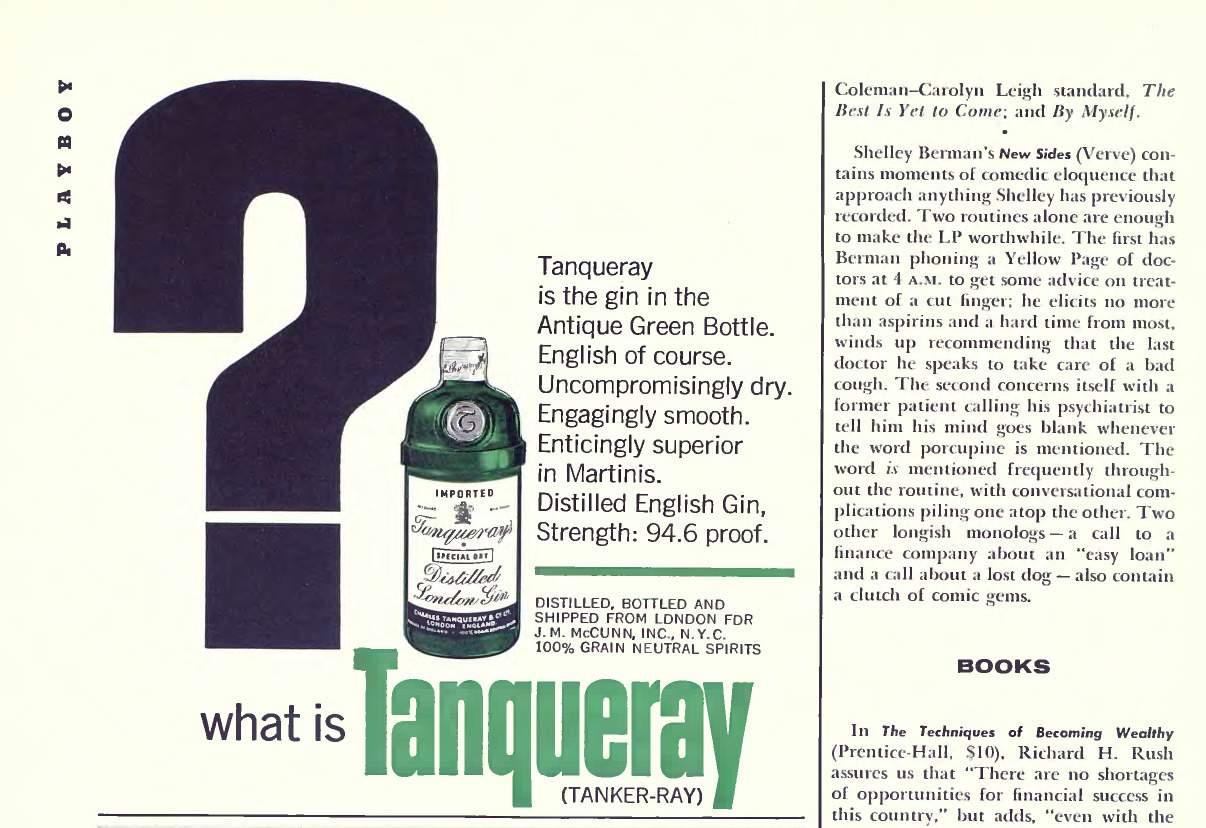 PLAYBOY
Tanqueray
is the gin in the
Antique Green Bottle.
English of course.
Uncompromisingly dry.
Engagingly smooth.
Enticingly superior
in Martinis.
Distilled English Gin,
Strength: 94.6 proof.
DISTILLED, BOTTLED AND
SHIPPED FROM LONDON FOR
J. M. McCUNN, INC., N. Y. C.
100% GRAIN NEUTRAL SPIRITS
IMPORTED
Tanqueray's
SPECIAL DRY
Distilled
London Gin
CHARLES TANQUERAY & CO LTD.
LONDON ENGLAND.
?
what is Tanqueray
(TANKER-RAY)
Coleman–Carolyn Leigh standard, The
Best Is Yet to Come; and By Myself.
Shelley Berman's New Sides (Verve) con-
tains moments of comedic eloquence that
approach anything Shelley has previously
recorded. Two routines alone are enough
to make the LP worthwhile. The first has
Berman phoning a Yellow Page of doc-
tors at 4 A.M. to get some advice on treat-
ment of a cut finger; he elicits no more
than aspirins and a hard time from most,
winds up recommending that the last
doctor he speaks to take care of a bad
cough. The second concerns itself with a
former patient calling his psychiatrist to
tell him his mind goes blank whenever
the word porcupine is mentioned. The
word is mentioned frequently through-
out the routine, with conversational com-
plications piling one atop the other. Two
other longish monologs — a call to a
finance company about an "easy loan"
and a call about a lost dog — also contain
a clutch of comic gems.
BOOKS
In The Techniques of Becoming Wealthy
(Prentice-Hall, $10), Richard H. Rush
assures us that "There are no shortages
of opportunities for financial success in
this country," but adds, "even with the